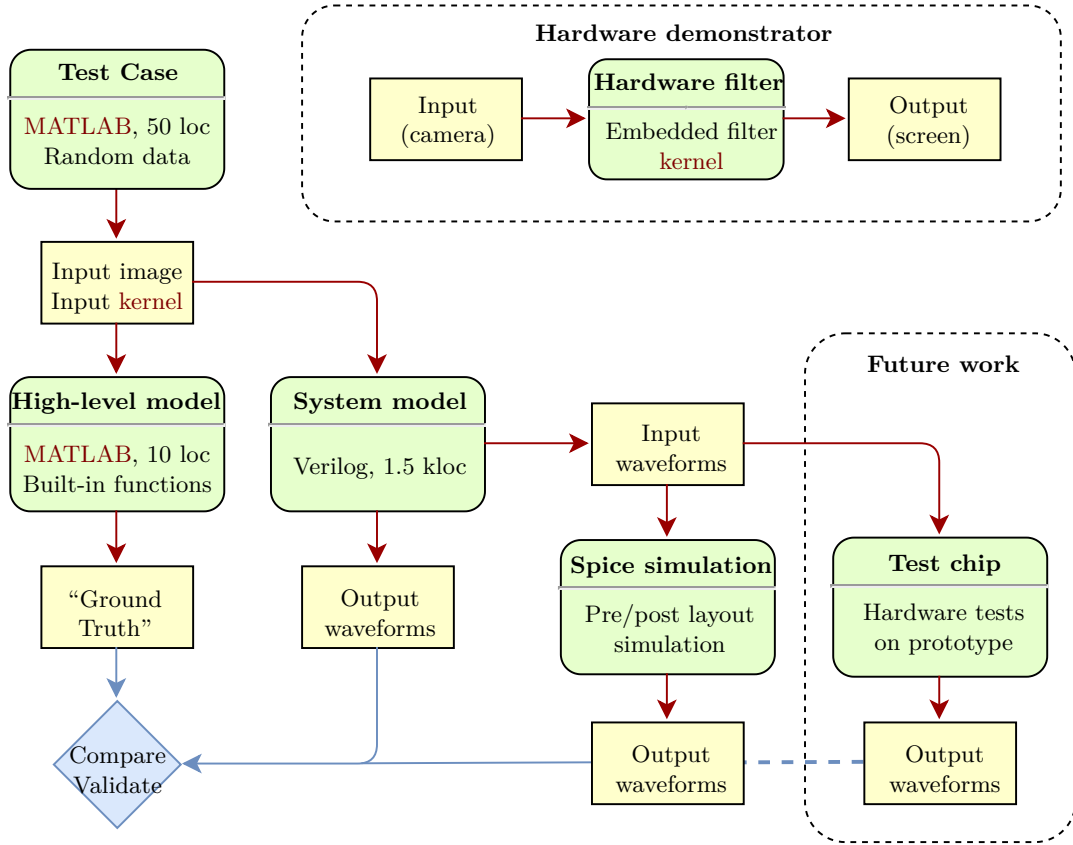 Hardware demonstrator
Test Case
MATLAB, 50 loc
Random data
Input
(camera)
Hardware filter
Embedded filter
kernel
Output
(screen)
Input image
Input kernel
High-level model
MATLAB, 10 loc
Built-in functions
System model
Verilog, 1.5 kloc
Input
waveforms
Future work
"Ground
Truth"
Output
waveforms
Spice simulation
Pre/post layout
simulation
Test chip
Hardware tests
on prototype
Compare
Validate
Output
waveforms
Output
waveforms